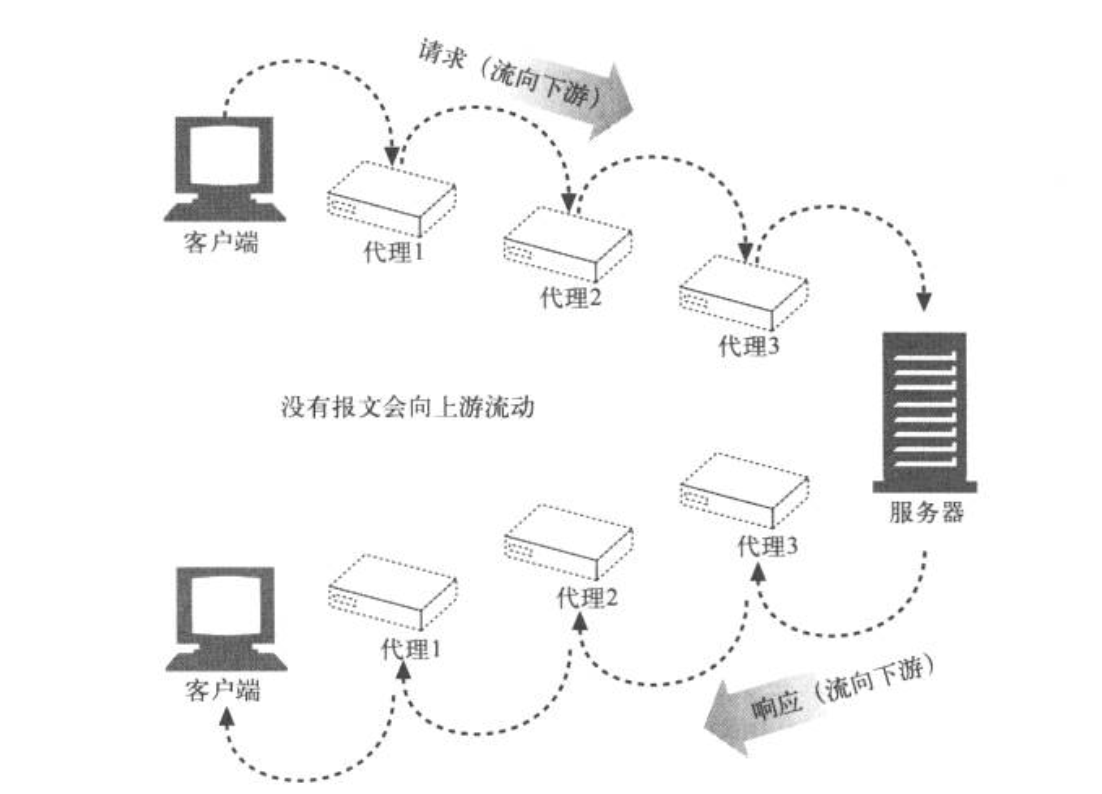 请求（流向下游）
客户端
代理1
代理2
代理3
没有报文会向上游流动
服务器
代理3
代理2
代理1
客户端
响应（流向下游）